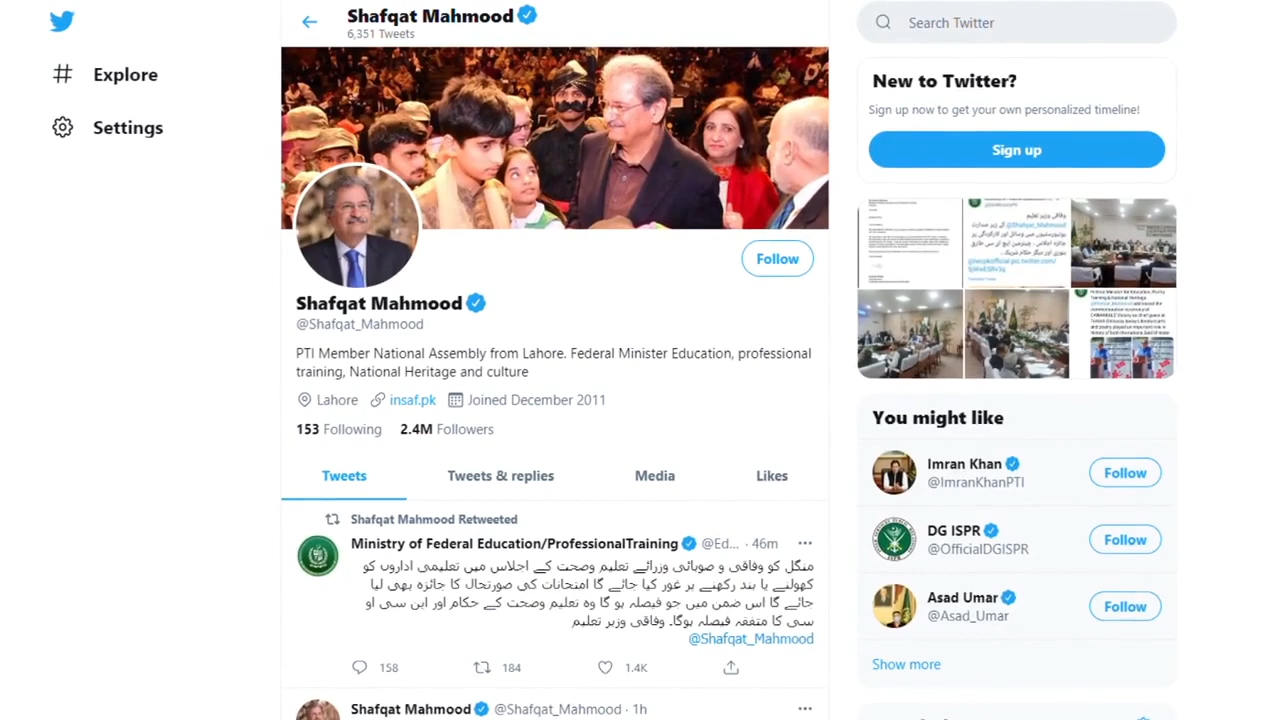 Shafqat Mahmood
6,351 Tweets
Explore
Settings
Follow
Shafqat Mahmood
@Shafqat_Mahmood
PTI Member National Assembly from Lahore. Federal Minister Education, professional
training, National Heritage and culture
Lahore insaf.pk Joined December 2011
153 Following 2.4M Followers
Tweets Tweets & replies Media Likes
Shafqat Mahmood Retweeted
Ministry of Federal Education/ProfessionalTraining @Ed... · 46m
منگل کو وفاقی و صوبائی وزرائے تعلیم وصحت کے اجلاس میں تعلیمی اداروں کو
کھولنے یا بند رکھنے پر غور کیا جائے گا امتحانات کی صورتحال کا جائزہ بھی لیا
جائے گا اس ضمن میں جو فیصلہ ہو گا وہ تعلیم وصحت کے حکام اور این سی او
سی کا متفقہ فیصلہ ہوگا۔ وفاقی وزیر تعلیم
@Shafqat_Mahmood
158 184 1.4K
Shafqat Mahmood @Shafqat_Mahmood · 1h
Search Twitter
New to Twitter?
Sign up now to get your own personalized timeline!
Sign up
وفاقی وزیر تعلیم
@Shafqat_Mahmood کے زیر صدارت
You might like
Imran Khan
@ImranKhanPTI
Follow
DG ISPR
@OfficialDGISPR
Follow
Asad Umar
@Asad_Umar
Follow
Show more